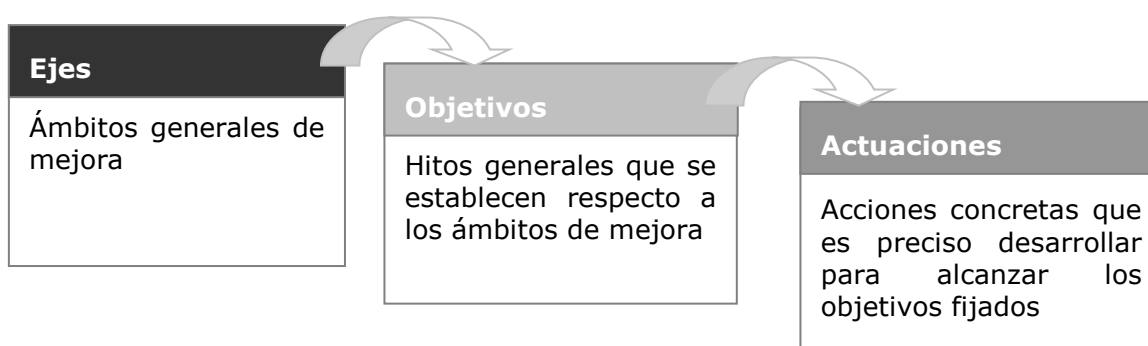 Ejes
Ámbitos generales de
mejora
Objetivos
Hitos generales que se
establecen respecto a
los ámbitos de mejora
Actuaciones
Acciones concretas que
es preciso desarrollar
para alcanzar los
objetivos fijados